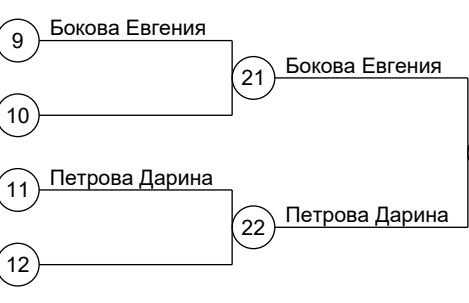 9 Бокова Евгения
21 Бокова Евгения
10
11 Петрова Дарина
22 Петрова Дарина
12